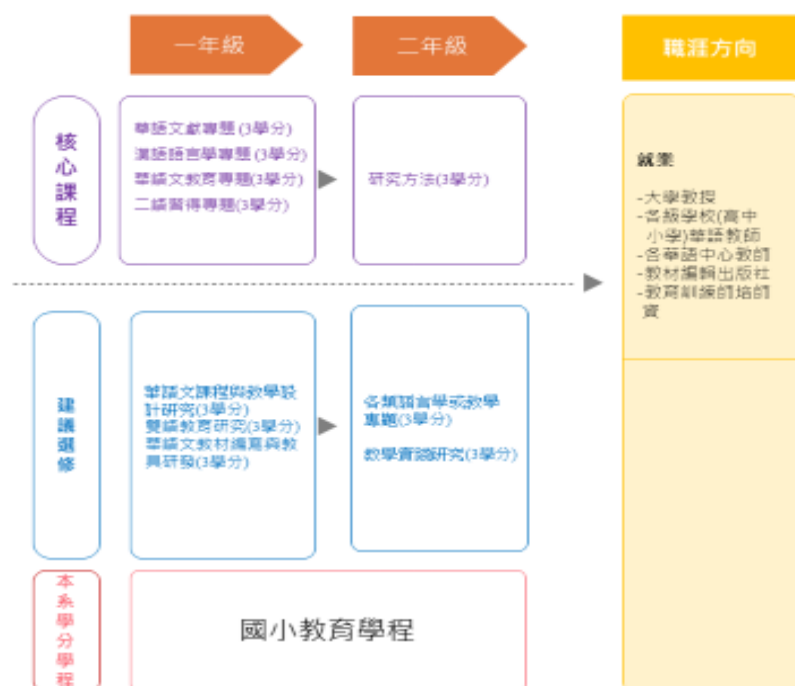 一年級
二年級
職涯方向
核心課程
華語文獻專題(3學分)
漢語語言學專題(3學分)
華語文教育專題(3學分)
二語習得專題(3學分)
研究方法(3學分)
就業
-大學教授
-各級學校(高中
小學)華語教師
-各華語中心教師
-教材編輯出版社
-教育訓練師培師
資
建議選修
華語文課程與教學設
計研究(3學分)
雙語教育研究(3學分)
華語文教材編寫與教
具研發(3學分)
各類語言學或教學
專題(3學分)
教學實踐研究(3學分)
本系學分學程
國小教育學程